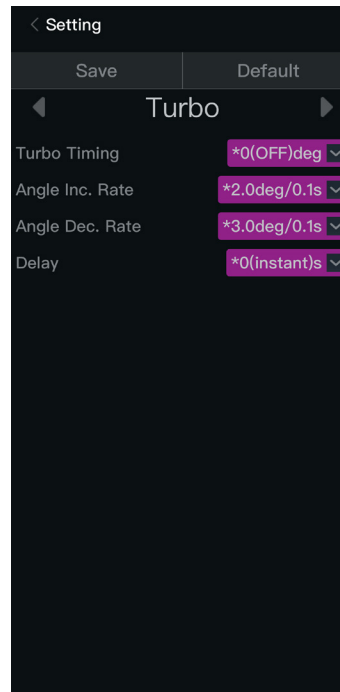 Setting
Save Default
Turbo
Turbo Timing *0(OFF)deg
Angle Inc. Rate *2.0deg/0.1s
Angle Dec. Rate *3.0deg/0.1s
Delay *0(instant)s